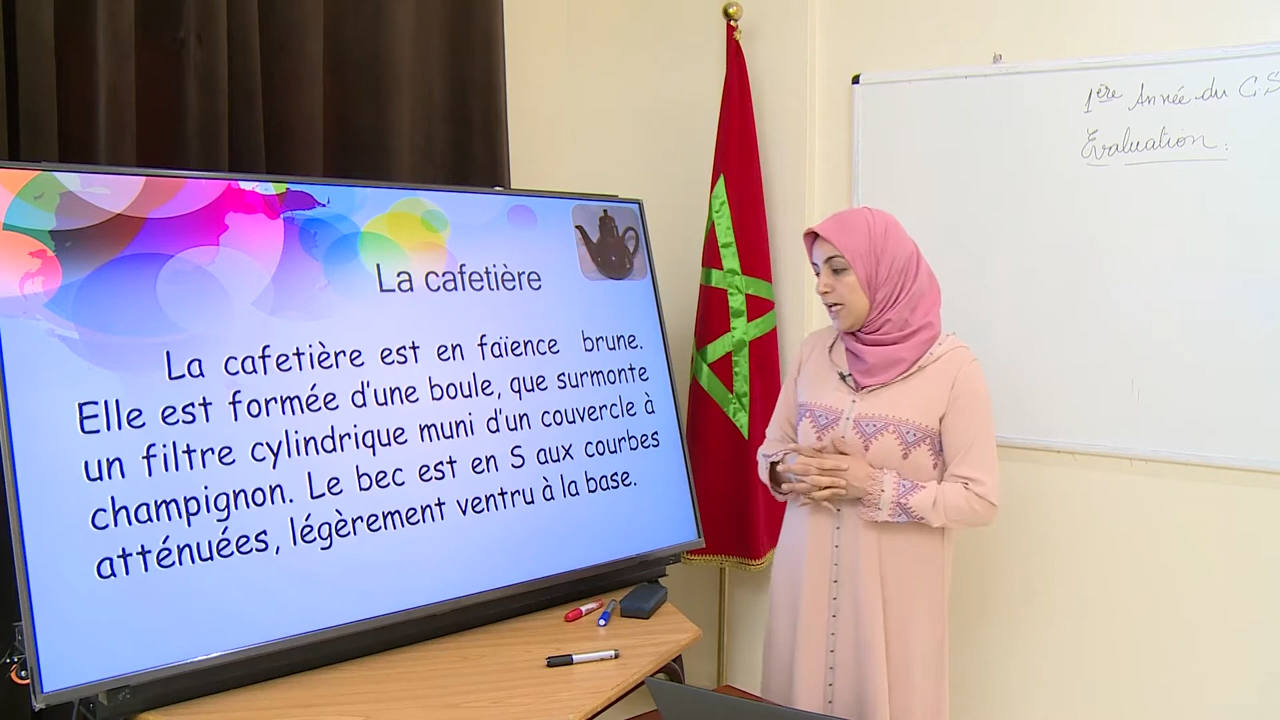 La cafetière
La cafetière est en faïence brune.
Elle est formée d'une boule, que surmonte
un filtre cylindrique muni d'un couvercle à
champignon. Le bec est en S aux courbes
atténuées, légèrement ventru à la base.
1ère Année du C.S
Evaluation :